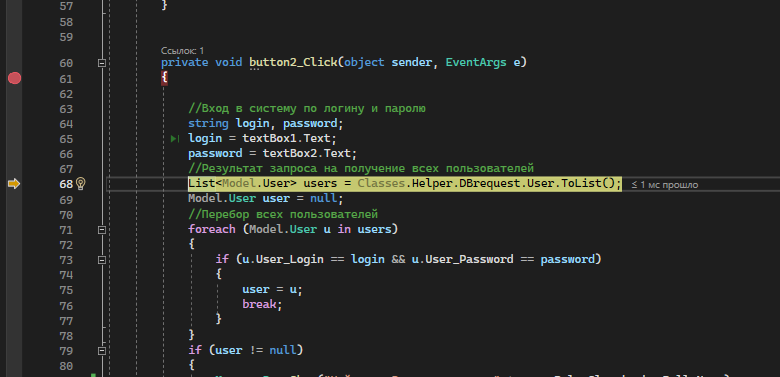 57 }
58
59
Ссылок: 1
60 private void button2_Click(object sender, EventArgs e)
61 {
62
63 //Вход в систему по логину и паролю
64 string login, password;
65 login = textBox1.Text;
66 password = textBox2.Text;
67 //Результат запроса на получение всех пользователей
68 List<Model.User> users = Classes.Helper.DBrequest.User.ToList(); ≤ 1 мс прошло
69 Model.User user = null;
70 //Перебор всех пользователей
71 foreach (Model.User u in users)
72 {
73 if (u.User_Login == login && u.User_Password == password)
74 {
75 user = u;
76 break;
77 }
78 }
79 if (user != null)
80 {